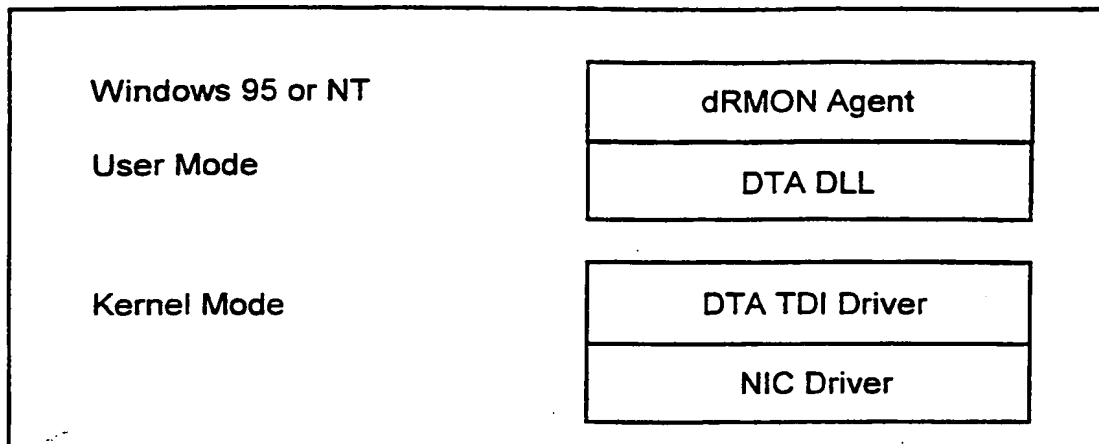 Windows 95 or NT
dRMON Agent
User Mode
DTA DLL
Kernel Mode
DTA TDI Driver
NIC Driver